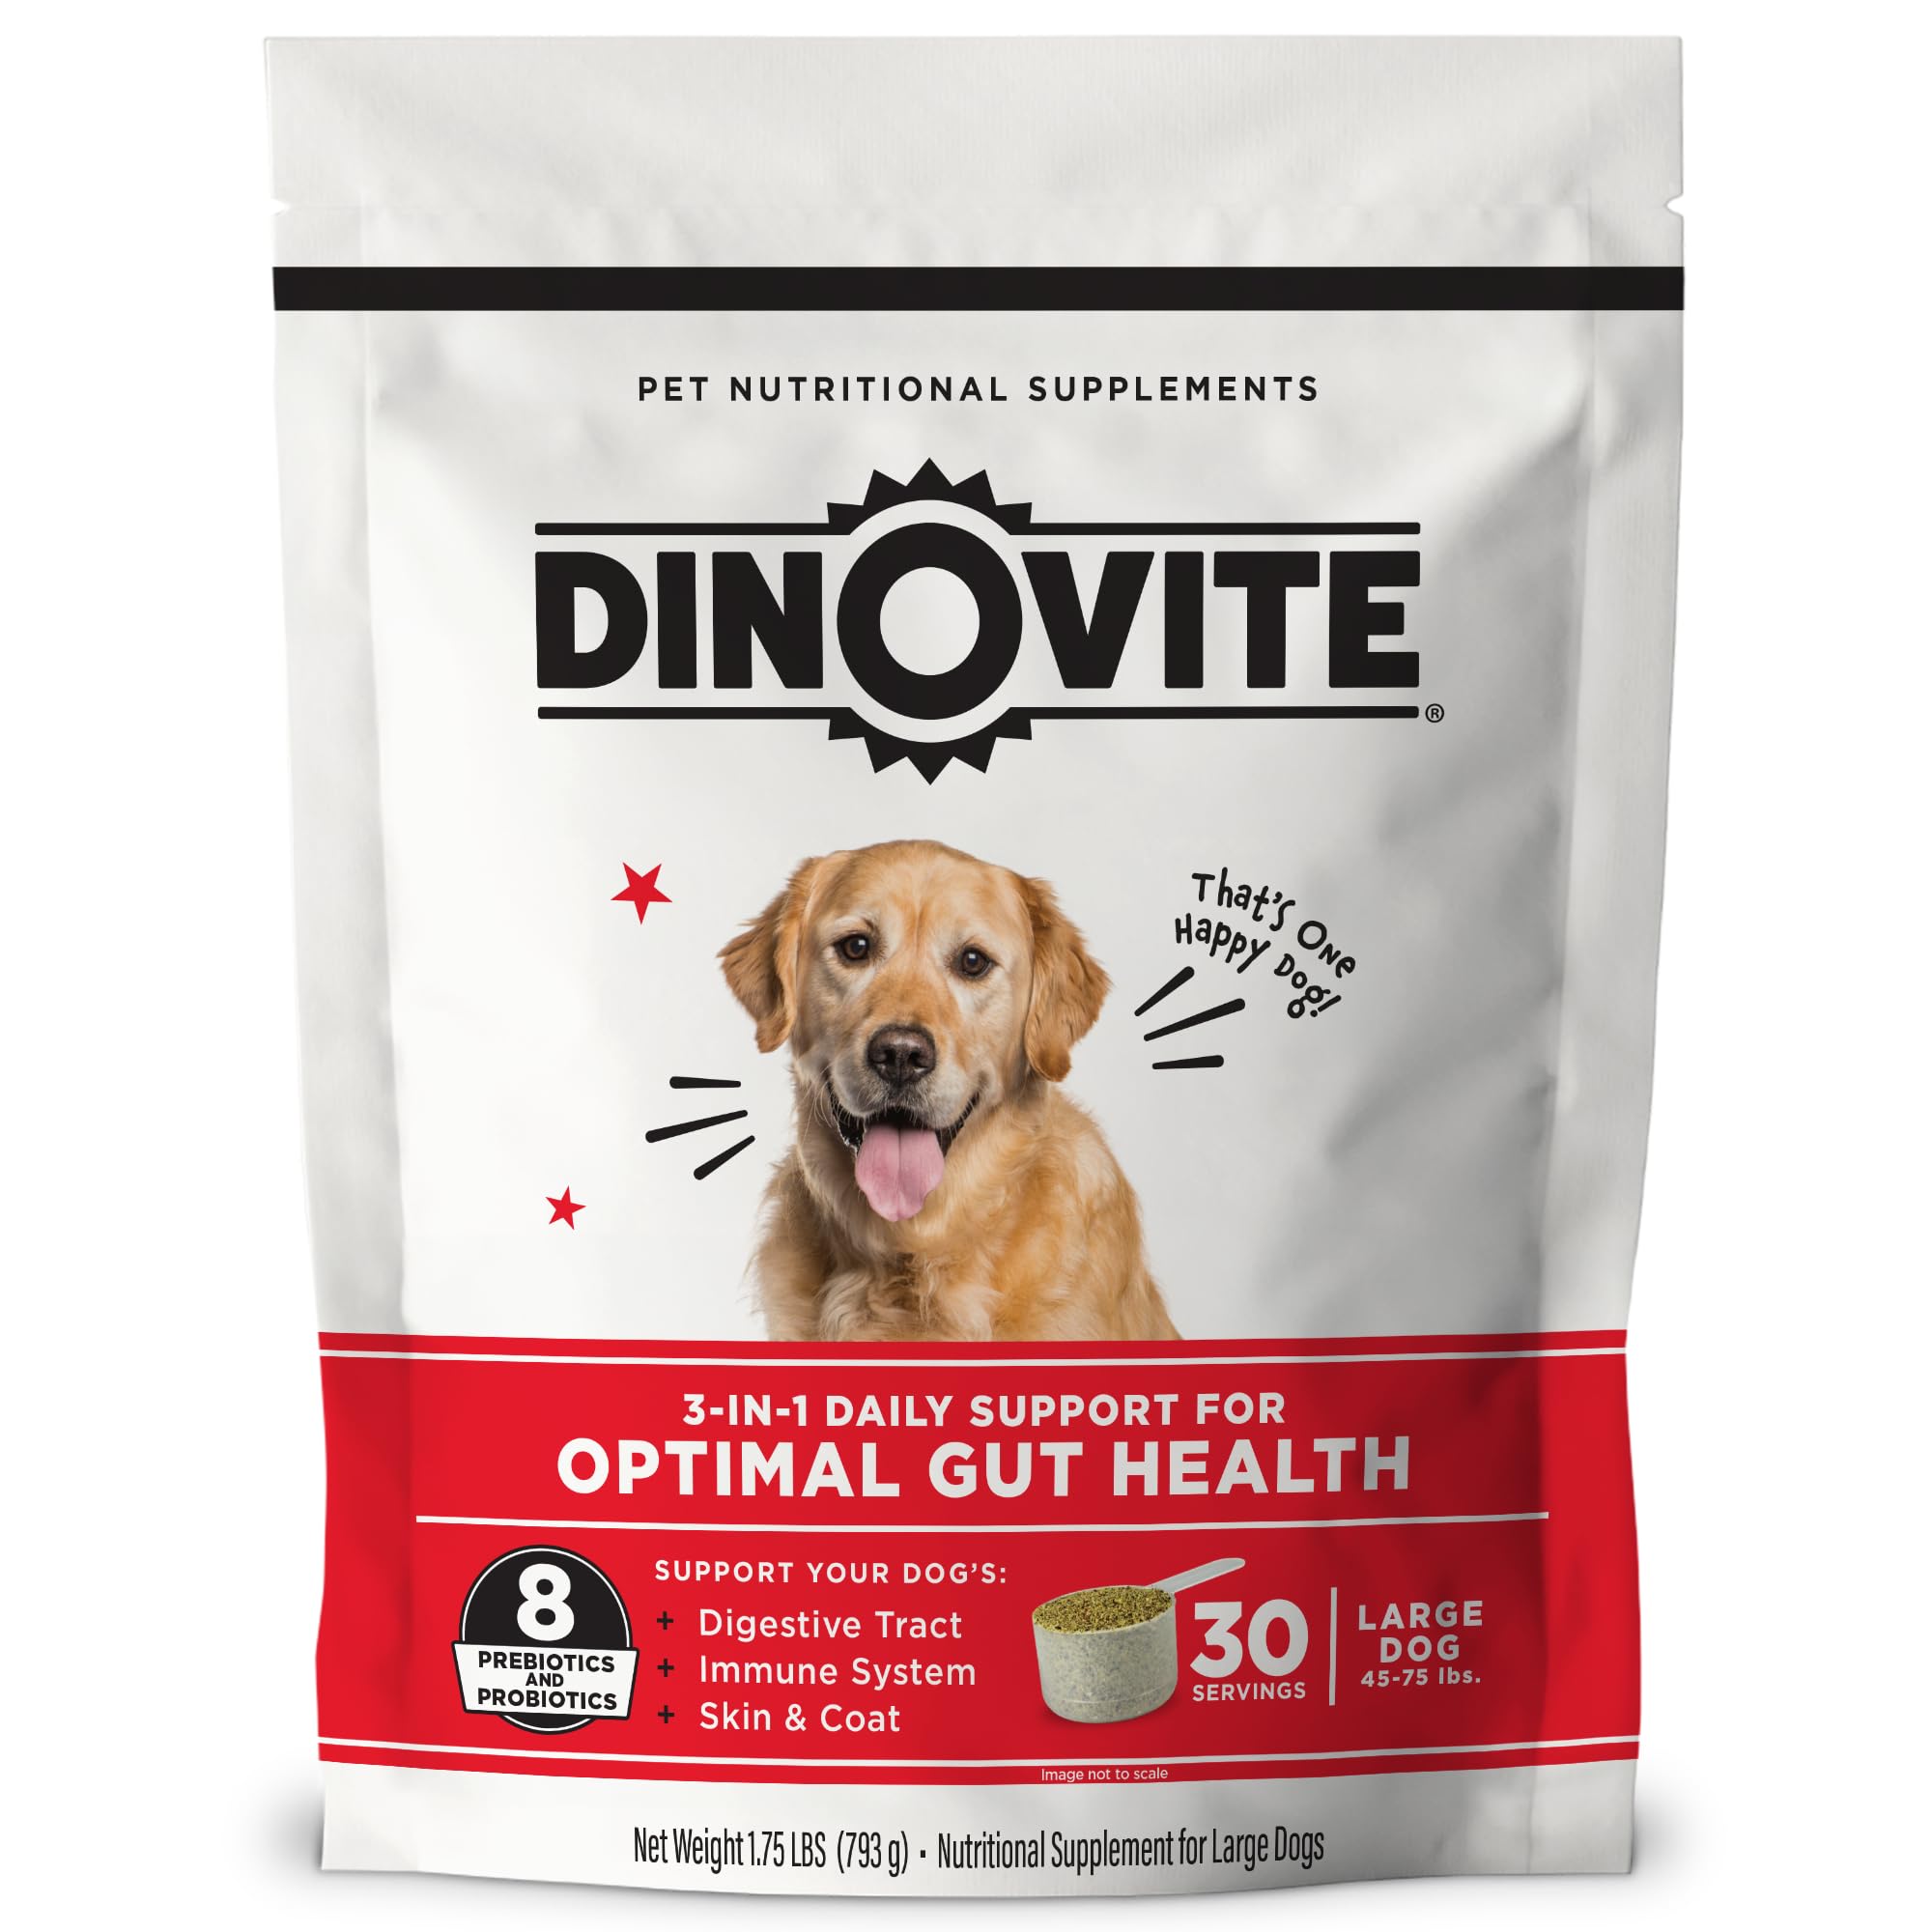 PET NUTRITIONAL SUPPLEMENTS
DINOVITE®
That's One
Happy Dog!
3-IN-1 DAILY SUPPORT FOR
OPTIMAL GUT HEALTH
8
PREBIOTICS
AND
PROBIOTICS
SUPPORT YOUR DOG'S:
+ Digestive Tract
+ Immune System
+ Skin & Coat
30
SERVINGS
LARGE
DOG
45-75 lbs.
Image not to scale
Net Weight 1.75 LBS (793 g) • Nutritional Supplement for Large Dogs